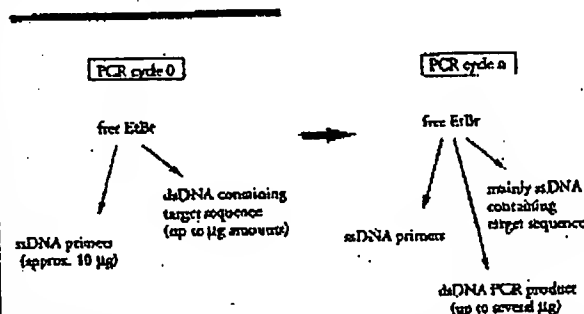 PCR cycle 0
free EtBr
dsDNA containing
target sequence
(up to µg amounts)
ssDNA primers
(approx. 10 µg)
PCR cycle n
free EtBr
mainly ssDNA
containing
target sequence
ssDNA primers
dsDNA PCR product
(up to several µg)